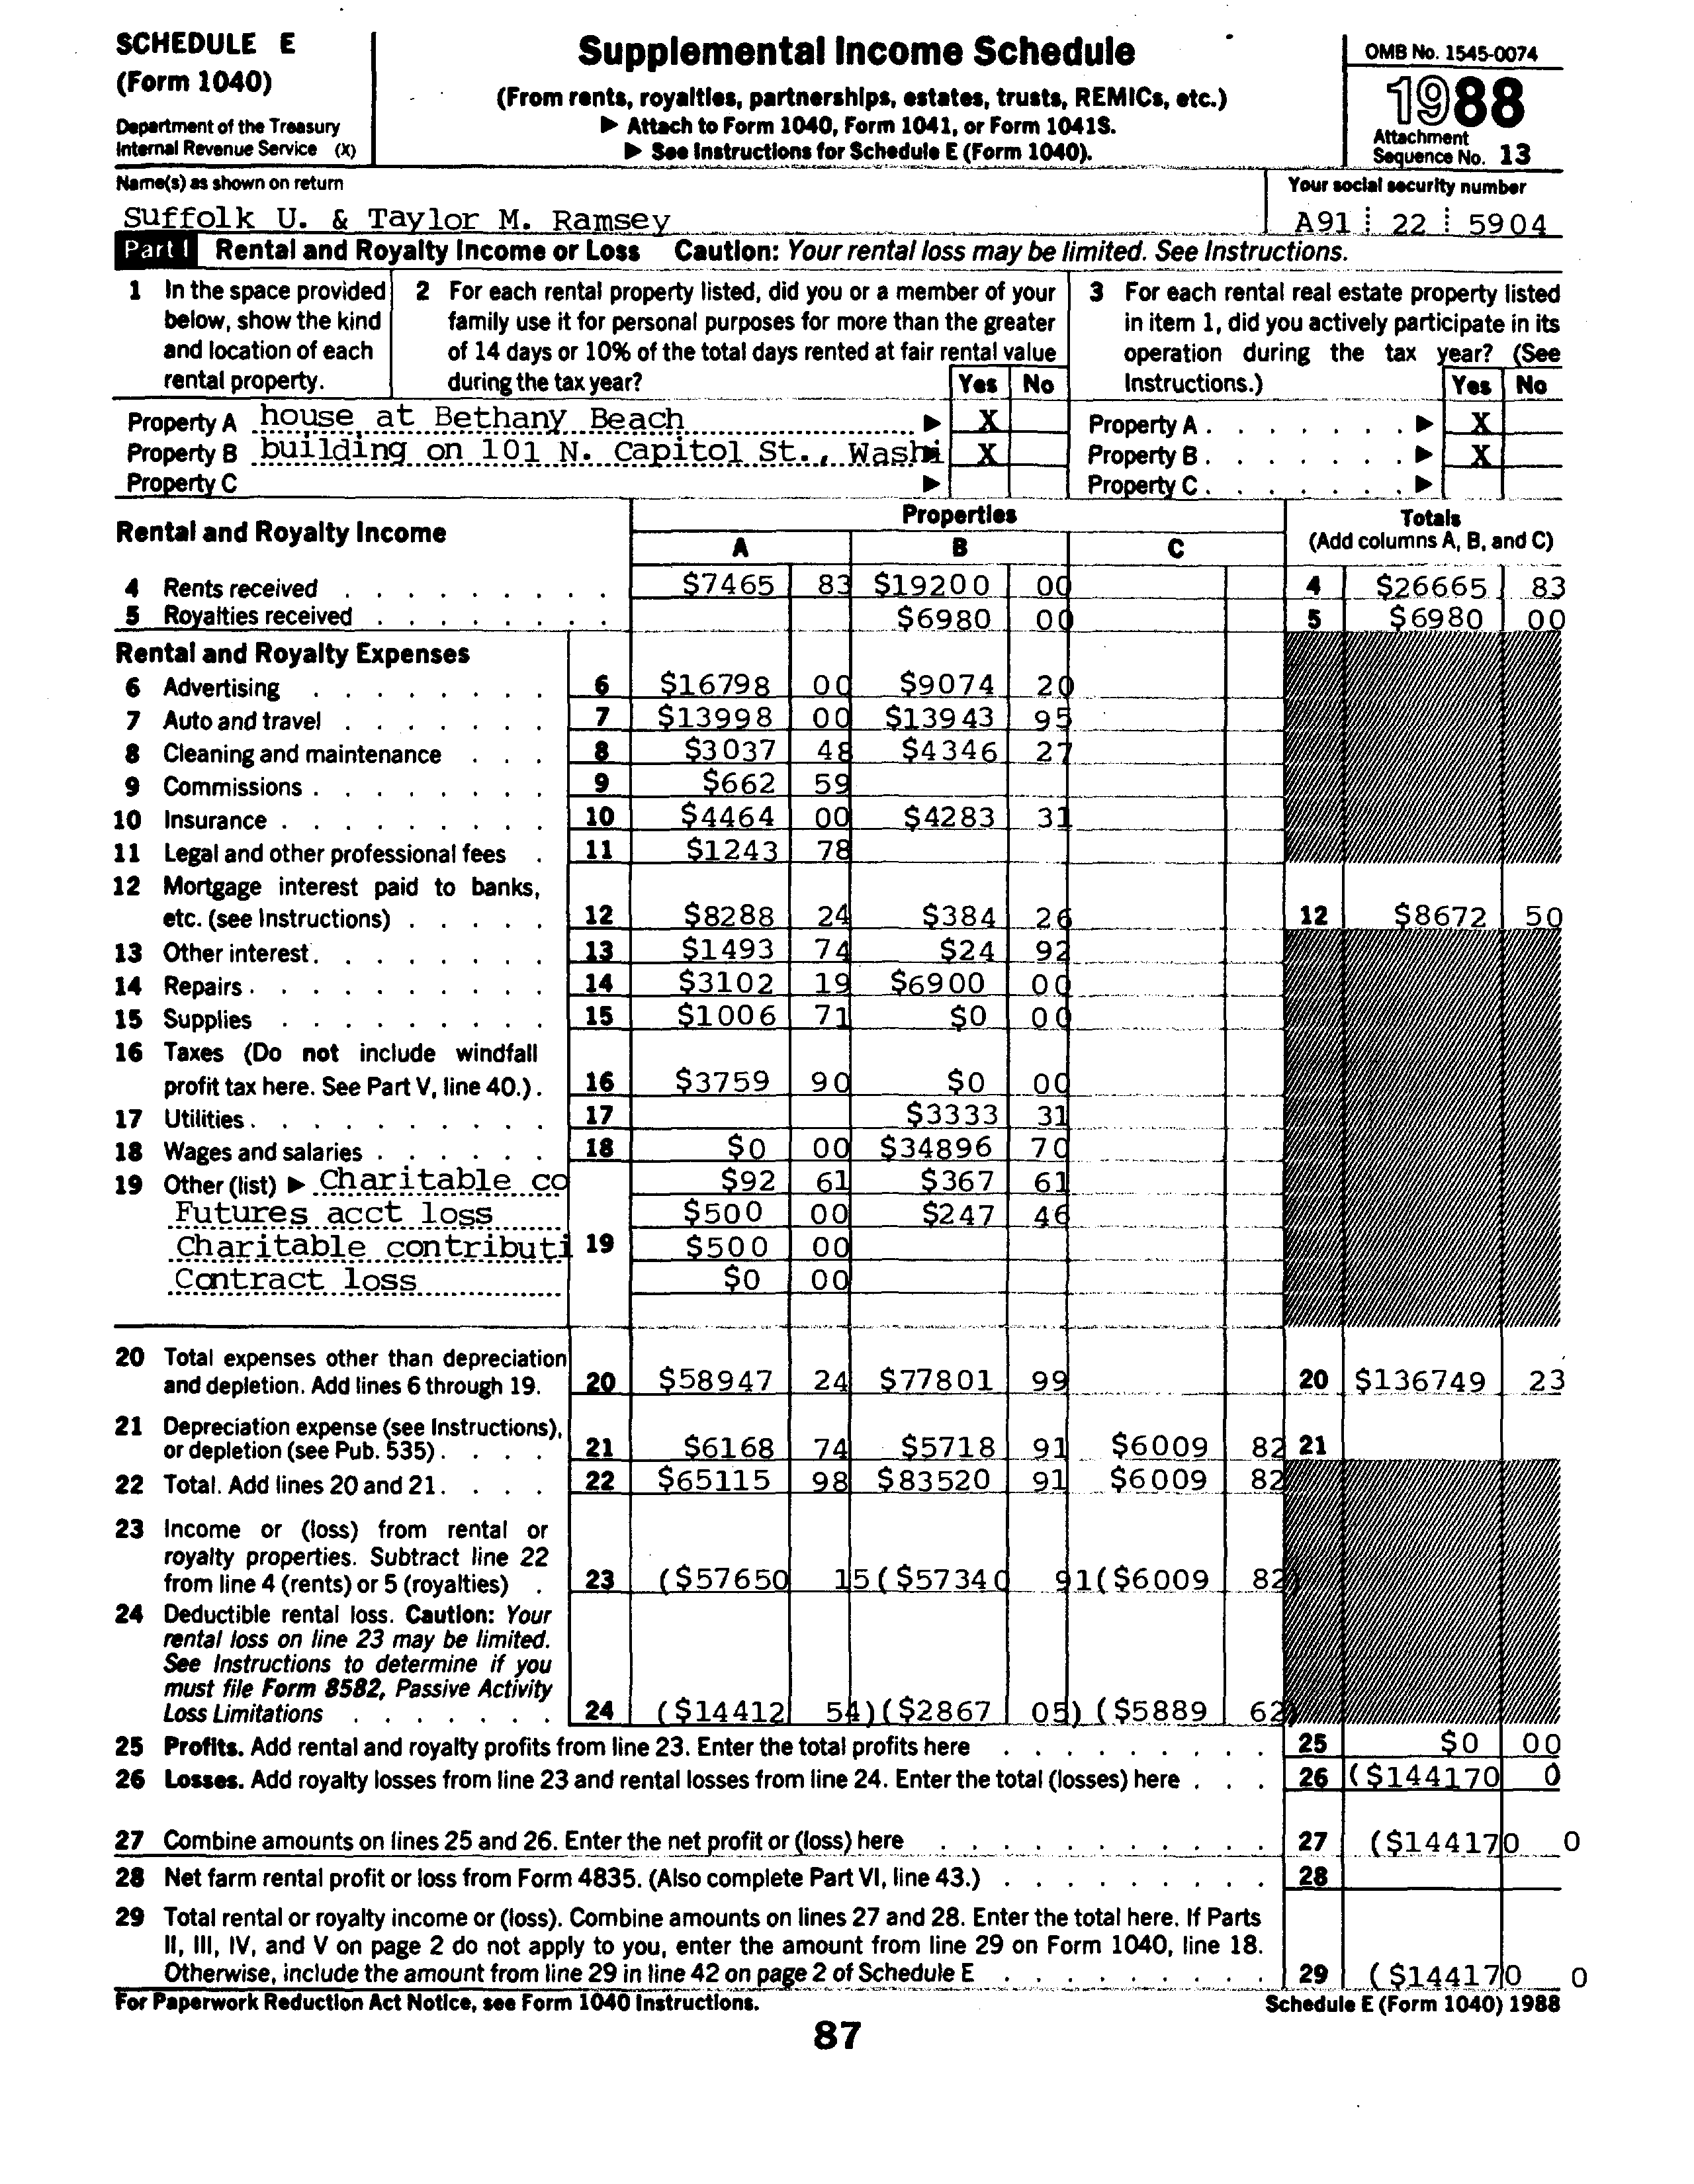 SCHEDULE E
(Form 1040)
Department of the Treasury
Internal Revenue Service (X)
Supplemental Income Schedule
(From rents, royalties, partnerships, estates, trusts, REMICs, etc.)
▶ Attach to Form 1040, Form 1041, or Form 1041S.
▶ See Instructions for Schedule E (Form 1040).
OMB No. 1545-0074
1988
Attachment
Sequence No. 13
Name(s) as shown on return
Your social security number
Suffolk U. & Taylor M. Ramsey
A91 22 5904
Part I Rental and Royalty Income or Loss Caution: Your rental loss may be limited. See Instructions.
1 In the space provided
below, show the kind
and location of each
rental property.
2 For each rental property listed, did you or a member of your
family use it for personal purposes for more than the greater
of 14 days or 10% of the total days rented at fair rental value
during the tax year?
Yes No
3 For each rental real estate property listed
in item 1, did you actively participate in its
operation during the tax year? (See
Instructions.)
Yes No
Property A house at Bethany Beach ▶ X
Property A . . . . . . . ▶ X
Property B building on 101 N. Capitol St., Washi X
Property B . . . . . . . ▶ X
Property C ▶
Property C . . . . . . . ▶
Rental and Royalty Income
Properties
A B C
Totals
(Add columns A, B, and C)
4 Rents received $7465 83 $19200 00 4 $26665 83
5 Royalties received $6980 00 5 $6980 00
Rental and Royalty Expenses
6 Advertising 6 $16798 00 $9074 20
7 Auto and travel 7 $13998 00 $13943 95
8 Cleaning and maintenance 8 $3037 48 $4346 27
9 Commissions 9 $662 59
10 Insurance 10 $4464 00 $4283 31
11 Legal and other professional fees 11 $1243 78
12 Mortgage interest paid to banks,
etc. (see Instructions) 12 $8288 24 $384 26 12 $8672 50
13 Other interest 13 $1493 74 $24 92
14 Repairs 14 $3102 19 $6900 00
15 Supplies 15 $1006 71 $0 00
16 Taxes (Do not include windfall
profit tax here. See Part V, line 40.) 16 $3759 90 $0 00
17 Utilities 17 $3333 31
18 Wages and salaries 18 $0 00 $34896 70
19 Other (list) ▶ Charitable co $92 61 $367 61
Futures acct loss $500 00 $247 46
Charitable contributi 19 $500 00
Contract loss $0 00
20 Total expenses other than depreciation
and depletion. Add lines 6 through 19. 20 $58947 24 $77801 99 20 $136749 23
21 Depreciation expense (see Instructions),
or depletion (see Pub. 535) 21 $6168 74 $5718 91 $6009 82 21
22 Total. Add lines 20 and 21 22 $65115 98 $83520 91 $6009 82
23 Income or (loss) from rental or
royalty properties. Subtract line 22
from line 4 (rents) or 5 (royalties) 23 ($57650 15 ($57340 91 ($6009 82)
24 Deductible rental loss. Caution: Your
rental loss on line 23 may be limited.
See Instructions to determine if you
must file Form 8582, Passive Activity
Loss Limitations 24 ($14412 54) ($2867 05) ($5889 62)
25 Profits. Add rental and royalty profits from line 23. Enter the total profits here 25 $0 00
26 Losses. Add royalty losses from line 23 and rental losses from line 24. Enter the total (losses) here 26 ($144170 0
27 Combine amounts on lines 25 and 26. Enter the net profit or (loss) here 27 ($144170 0
28 Net farm rental profit or loss from Form 4835. (Also complete Part VI, line 43.) 28
29 Total rental or royalty income or (loss). Combine amounts on lines 27 and 28. Enter the total here. If Parts
II, III, IV, and V on page 2 do not apply to you, enter the amount from line 29 on Form 1040, line 18.
Otherwise, include the amount from line 29 in line 42 on page 2 of Schedule E 29 ($144170 0
For Paperwork Reduction Act Notice, see Form 1040 Instructions.
Schedule E (Form 1040) 1988
87